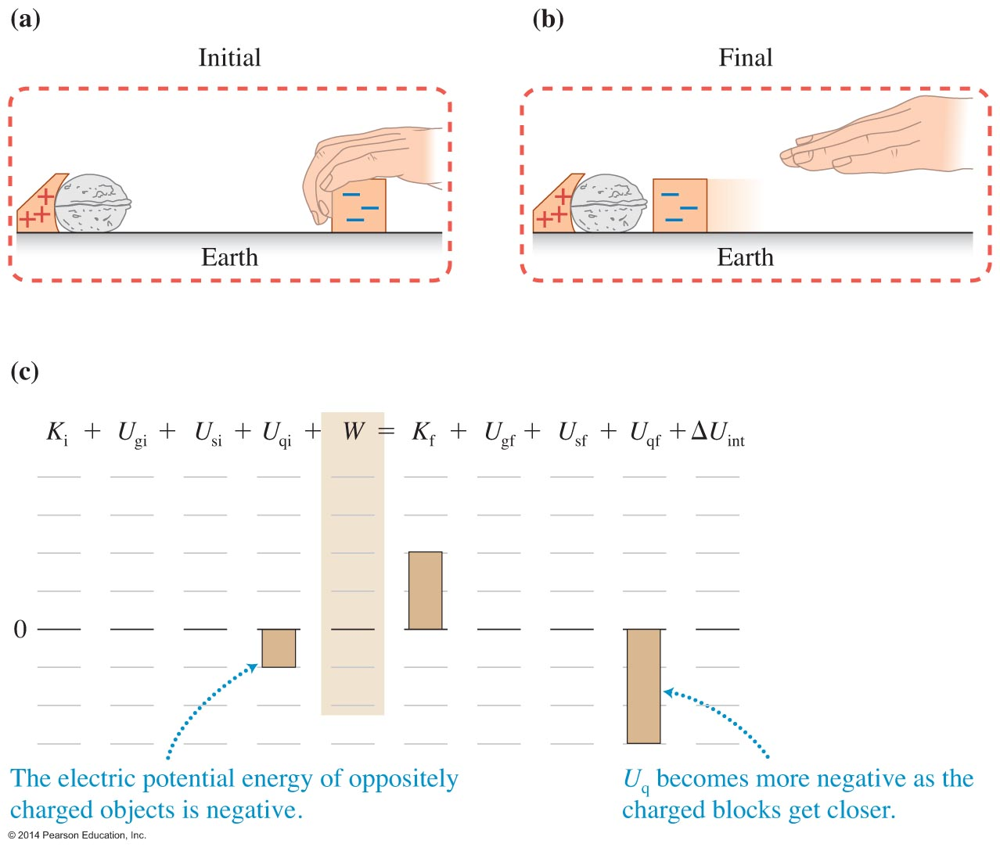 (a)
Initial
Earth
(b)
Final
Earth
(c)
K_i + U_gi + U_si + U_qi + W = K_f + U_gf + U_sf + U_qf + ΔU_int
0
The electric potential energy of oppositely
charged objects is negative.
U_q becomes more negative as the
charged blocks get closer.
© 2014 Pearson Education, Inc.